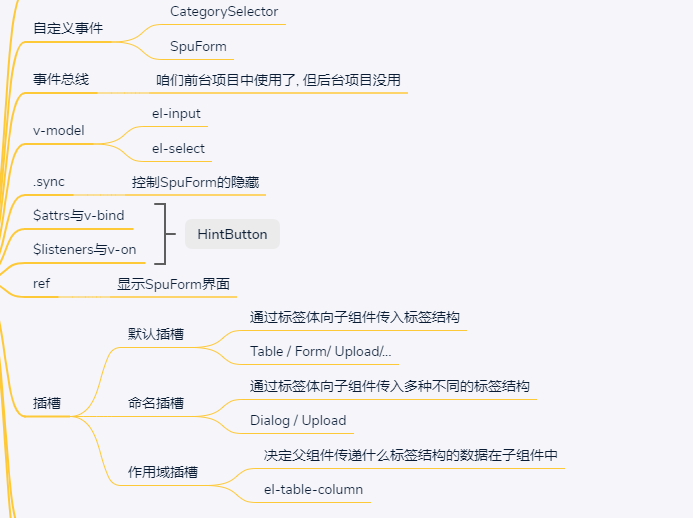 自定义事件
CategorySelector
SpuForm
事件总线
咱们前台项目中使用了, 但后台项目没用
v-model
el-input
el-select
.sync
控制SpuForm的隐藏
$attrs与v-bind
$listeners与v-on
HintButton
ref
显示SpuForm界面
插槽
默认插槽
通过标签体向子组件传入标签结构
Table / Form/ Upload/...
命名插槽
通过标签体向子组件传入多种不同的标签结构
Dialog / Upload
作用域插槽
决定父组件传递什么标签结构的数据在子组件中
el-table-column